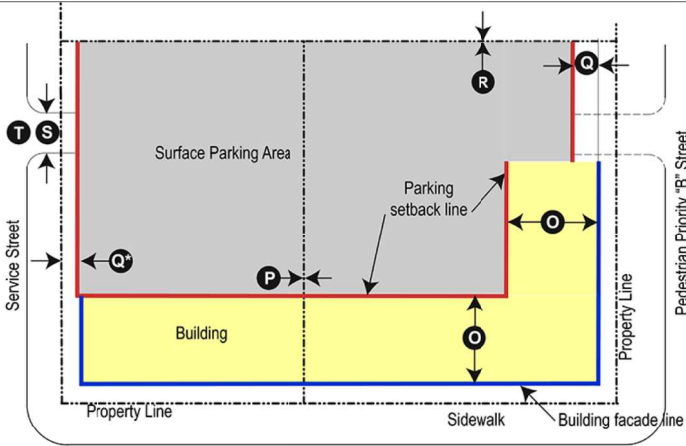 Q
R
T S
Surface Parking Area
Parking
setback line
O
Q*
P
Service Street
Pedestrian Priority "B" Street
Property Line
Building
O
Property Line
Sidewalk
Building facade line